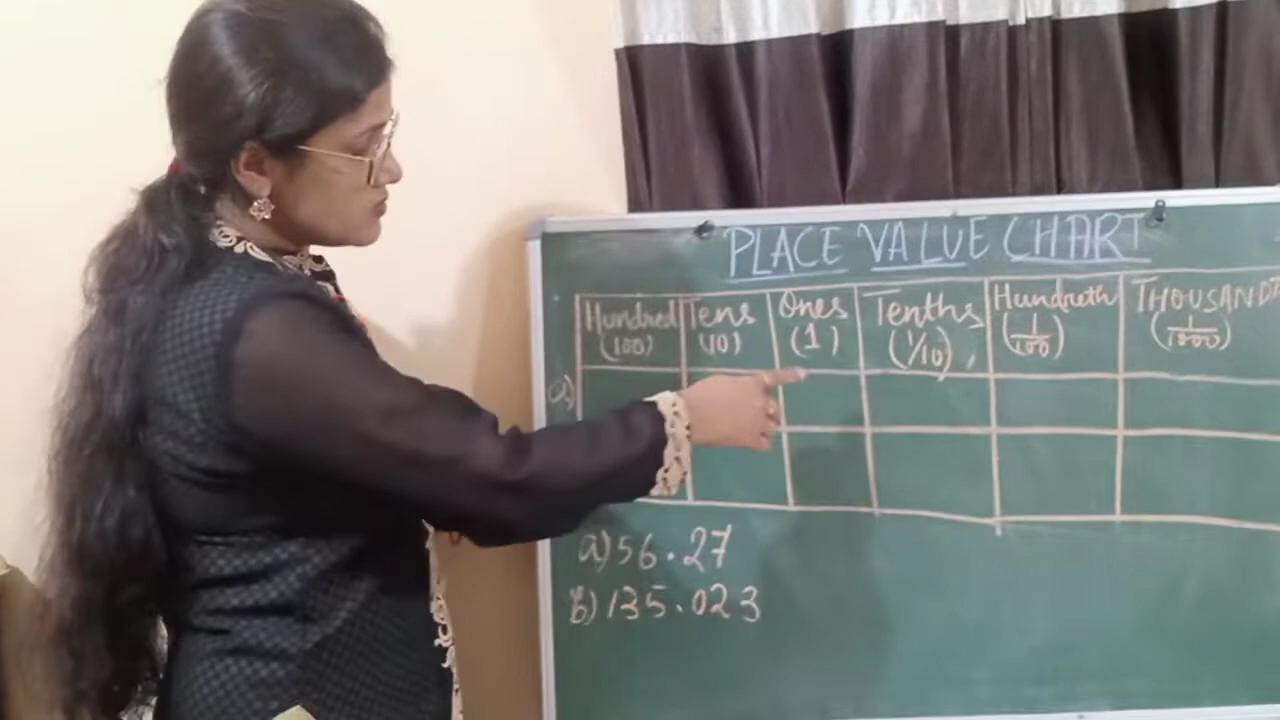 PLACE VALUE CHART
Hundred Tens Ones Tenths Hundreth THOUSANDT
(100) (10) (1) (1/10), (1/100) (1/1000)
a)
a) 56.27
b) 135.023